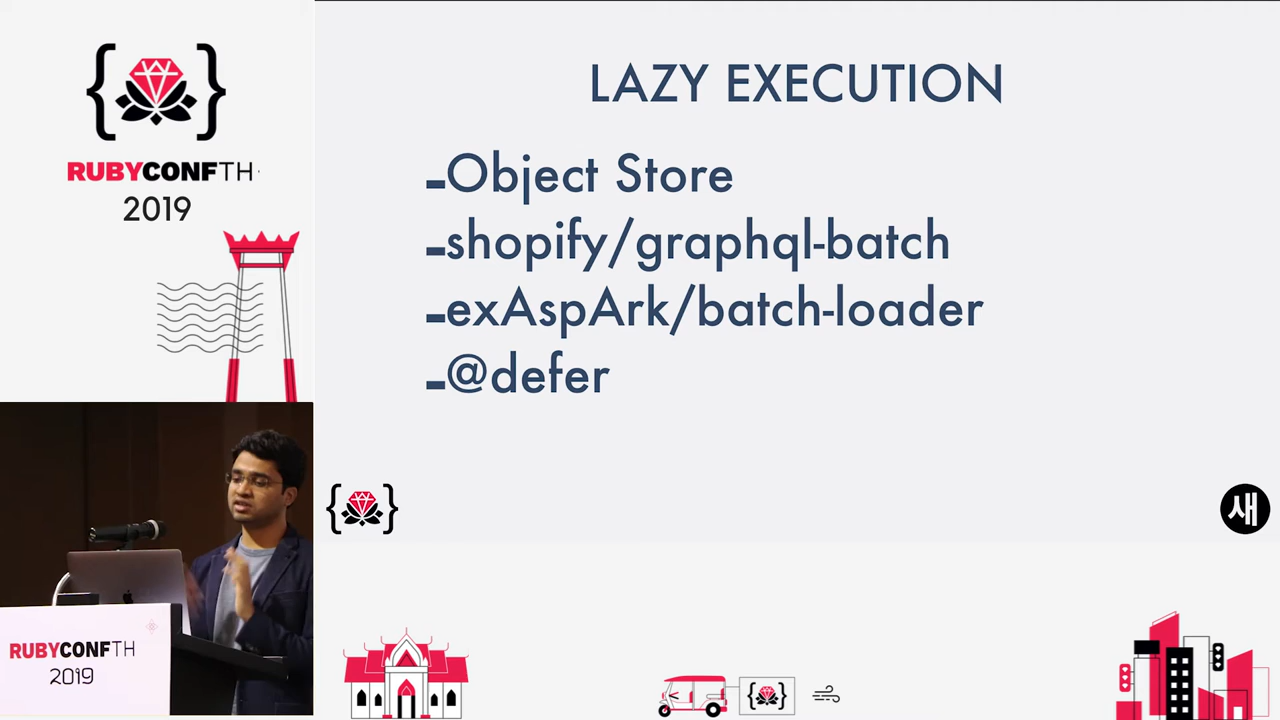 RUBYCONFTH
2019
LAZY EXECUTION
-Object Store
-shopify/graphql-batch
-exAspArk/batch-loader
-@defer
새
RUBYCONFTH
2019